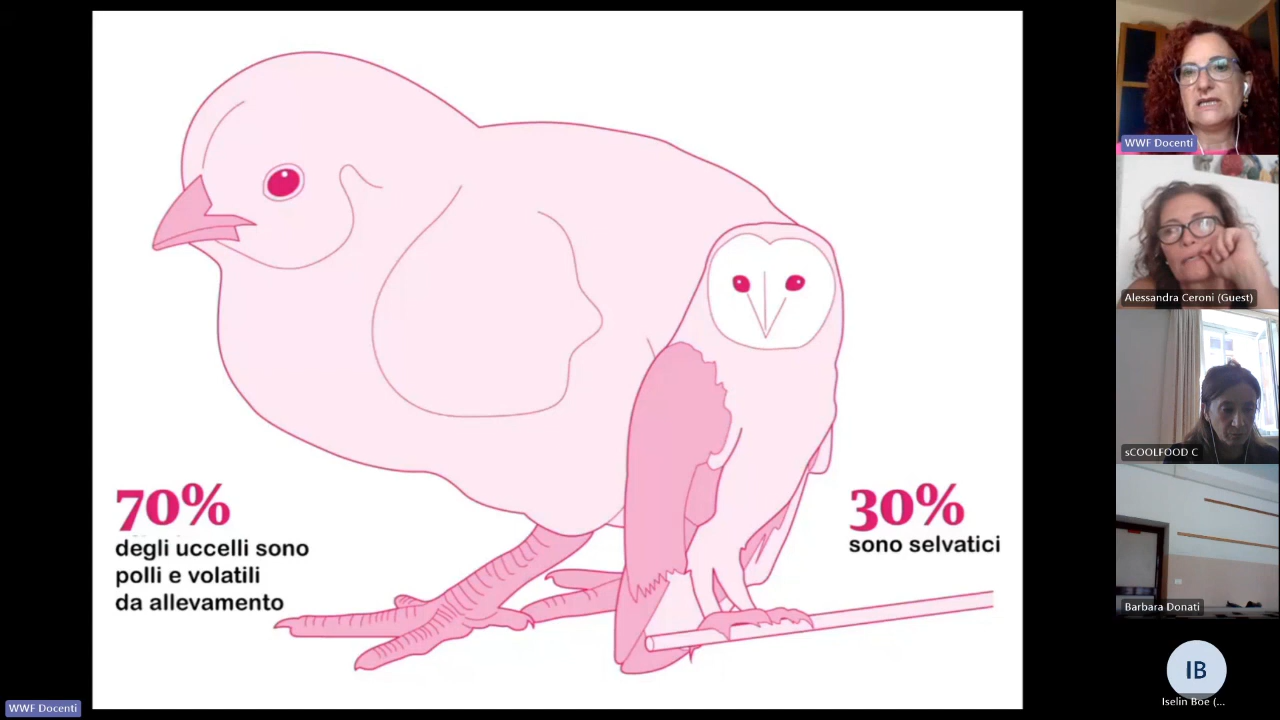 70%
degli uccelli sono
polli e volatili
da allevamento
30%
sono selvatici
WWF Docenti
WWF Docenti
Alessandra Ceroni (Guest)
sCOOLFOOD C
Barbara Donati
IB
Iselin Boe (...